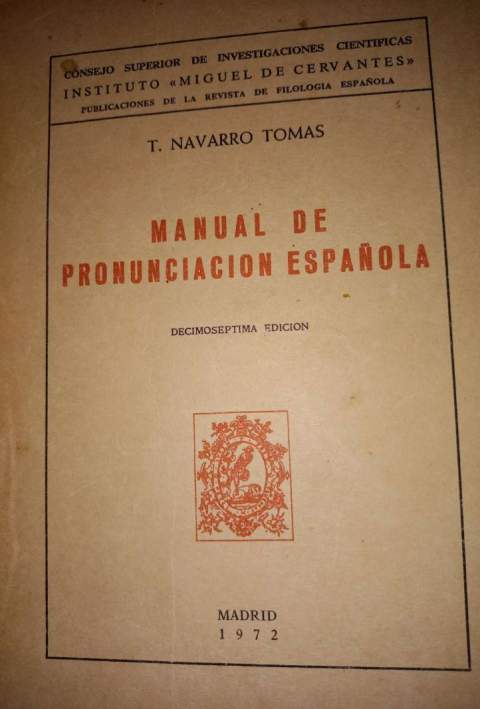 CONSEJO SUPERIOR DE INVESTIGACIONES CIENTIFICAS
INSTITUTO «MIGUEL DE CERVANTES»
PUBLICACIONES DE LA REVISTA DE FILOLOGIA ESPAÑOLA
T. NAVARRO TOMAS
MANUAL DE
PRONUNCIACION ESPAÑOLA
DECIMOSEPTIMA EDICION
MADRID
1972